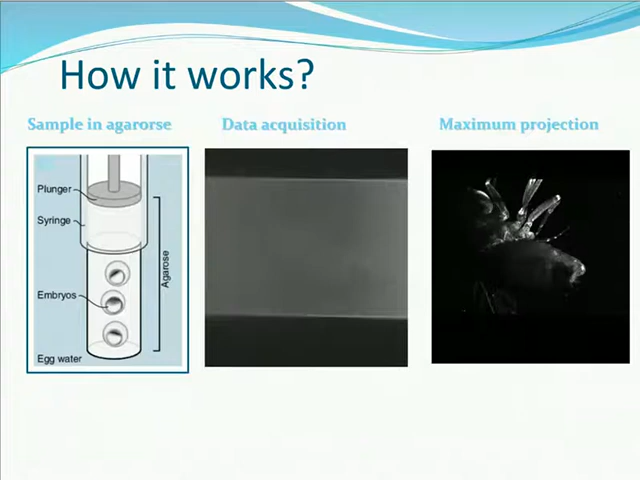 How it works?
Sample in agarorse
Data acquisition
Maximum projection
Plunger
Syringe
Agarose
Embryos
Egg water